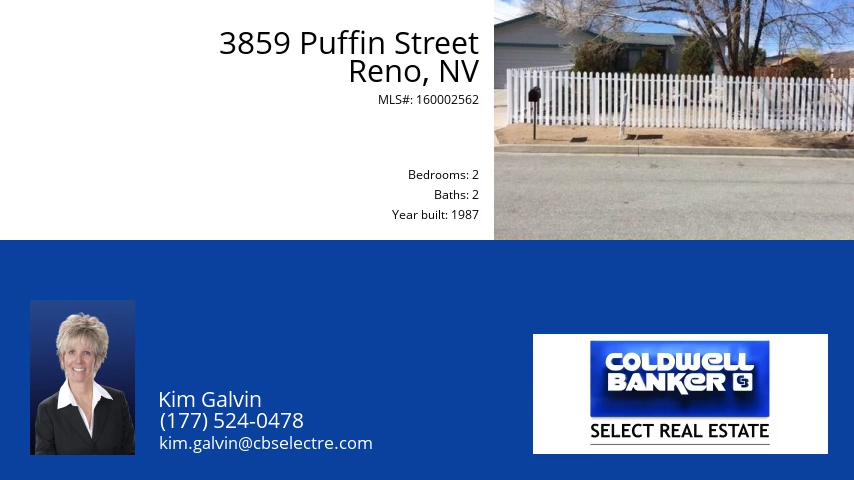 3859 Puffin Street
Reno, NV
MLS#: 160002562
Bedrooms: 2
Baths: 2
Year built: 1987
Kim Galvin
(177) 524-0478
kim.galvin@cbselectre.com
COLDWELL
BANKER CB
SELECT REAL ESTATE